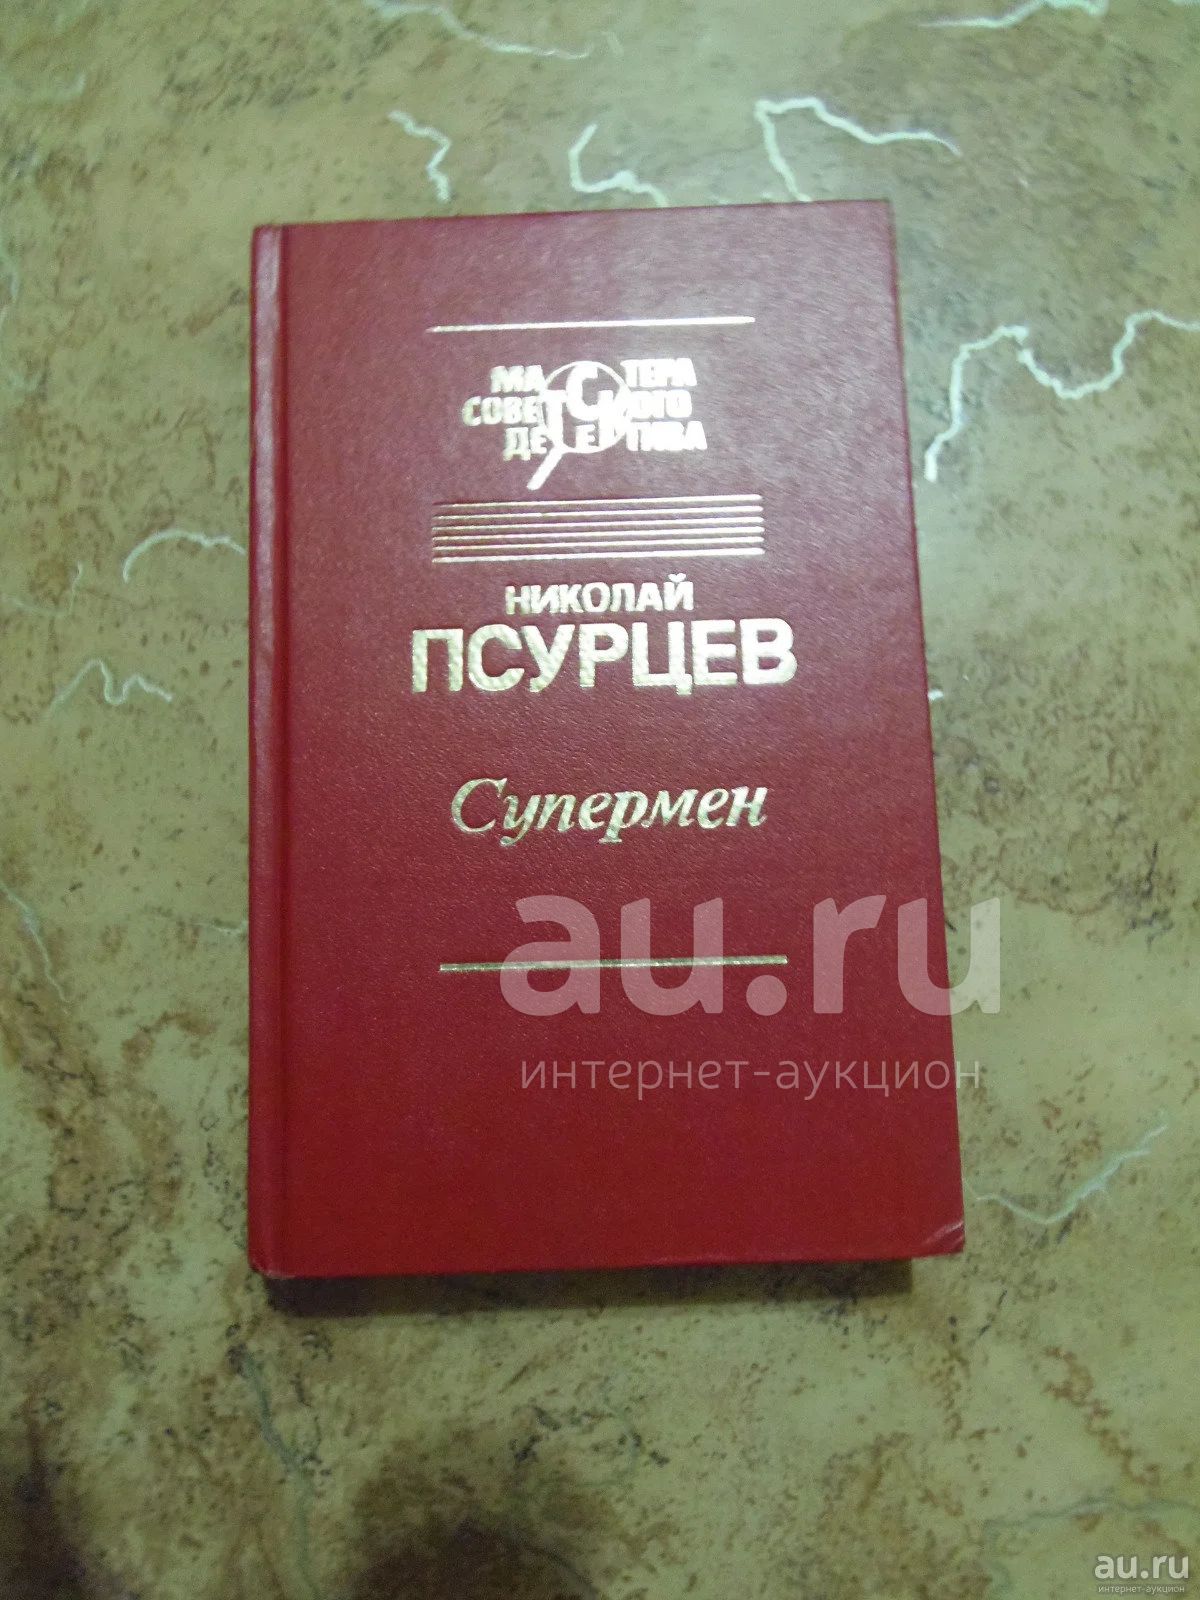 МАСТЕРА
СОВЕТСКОГО
ДЕТЕКТИВА
НИКОЛАЙ
ПСУРЦЕВ
Супермен
au.ru
интернет-аукцион
au.ru
интернет-аукцион